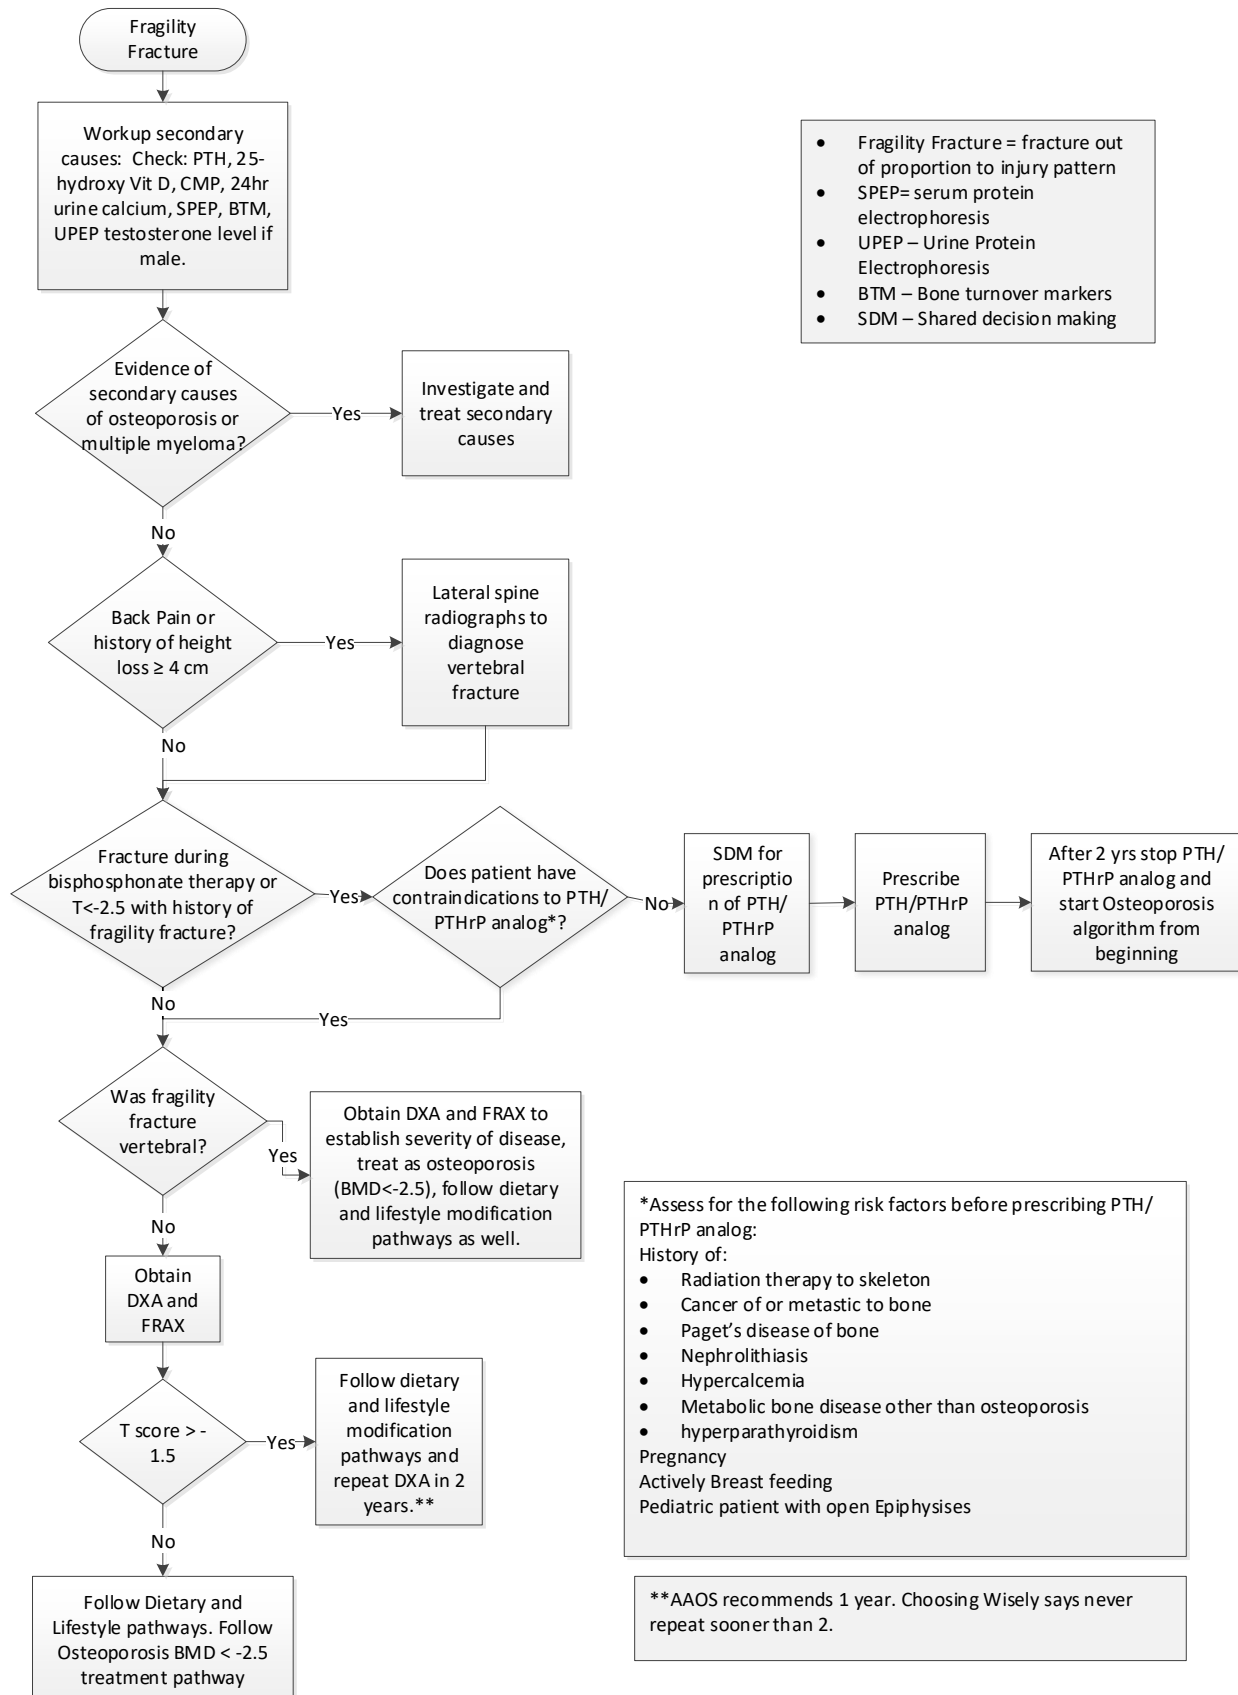 Fragility
Fracture
Workup secondary
causes:  Check: PTH, 25-
hydroxy Vit D, CMP, 24hr
urine calcium, SPEP, BTM,
UPEP testosterone level if
male.
• Fragility Fracture = fracture out
of proportion to injury pattern
• SPEP= serum protein
electrophoresis
• UPEP – Urine Protein
Electrophoresis
• BTM – Bone turnover markers
• SDM – Shared decision making
Evidence of
secondary causes
of osteoporosis or
multiple myeloma?
Yes
Investigate and
treat secondary
causes
No
Back Pain or
history of height
loss ≥ 4 cm
Yes
Lateral spine
radiographs to
diagnose
vertebral
fracture
No
Fracture during
bisphosphonate therapy or
T<-2.5 with history of
fragility fracture?
Yes
Does patient have
contraindications to PTH/
PTHrP analog*?
No
SDM for
prescriptio
n of PTH/
PTHrP
analog
Prescribe
PTH/PTHrP
analog
After 2 yrs stop PTH/
PTHrP analog and
start Osteoporosis
algorithm from
beginning
No
Yes
Was fragility
fracture
vertebral?
Yes
Obtain DXA and FRAX to
establish severity of disease,
treat as osteoporosis
(BMD<-2.5), follow dietary
and lifestyle modification
pathways as well.
No
Obtain
DXA and
FRAX
T score > -
1.5
Yes
Follow dietary
and lifestyle
modification
pathways and
repeat DXA in 2
years.**
No
Follow Dietary and
Lifestyle pathways. Follow
Osteoporosis BMD < -2.5
treatment pathway
*Assess for the following risk factors before prescribing PTH/
PTHrP analog:
History of:
• Radiation therapy to skeleton
• Cancer of or metastic to bone
• Paget's disease of bone
• Nephrolithiasis
• Hypercalcemia
• Metabolic bone disease other than osteoporosis
• hyperparathyroidism
Pregnancy
Actively Breast feeding
Pediatric patient with open Epiphysises
**AAOS recommends 1 year. Choosing Wisely says never
repeat sooner than 2.